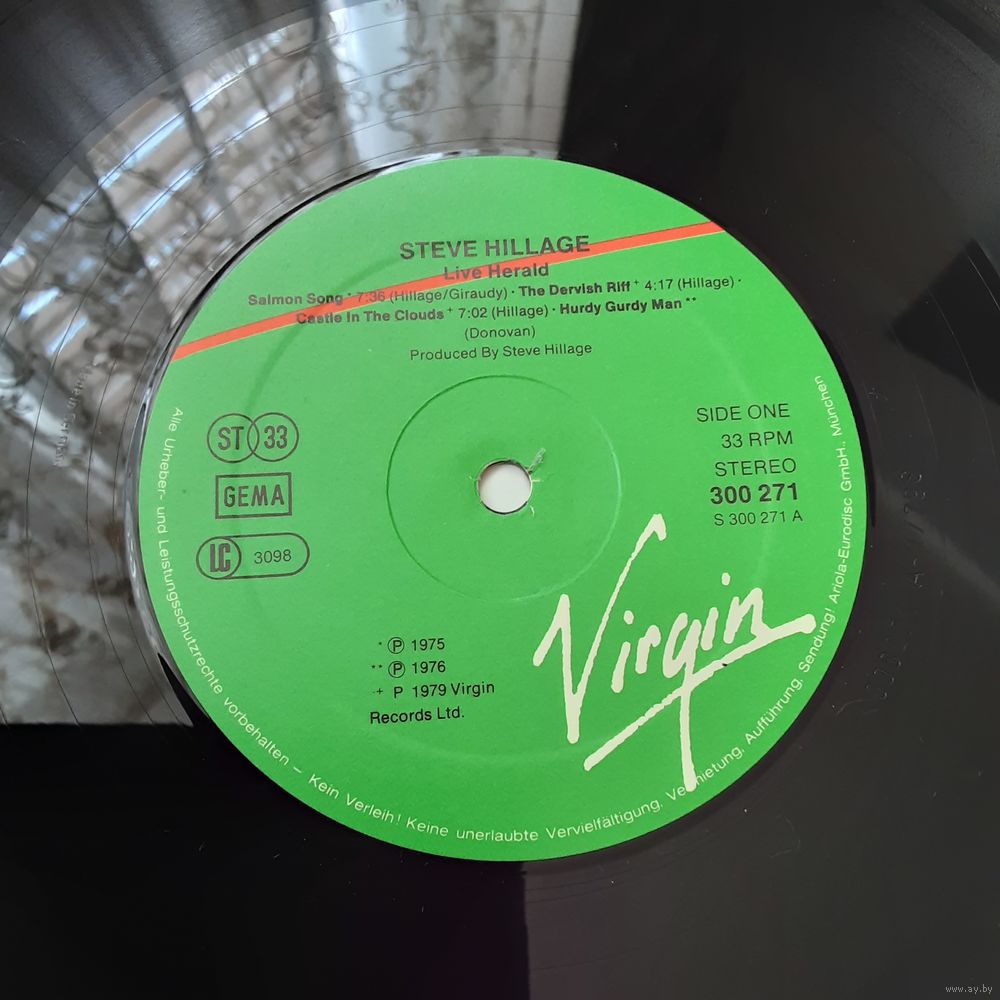 STEVE HILLAGE
Live Herald
Salmon Song * 7:36 (Hillage/Giraudy) · The Dervish Riff + 4:17 (Hillage) ·
Castle In The Clouds + 7:02 (Hillage) · Hurdy Gurdy Man **
(Donovan)
Produced By Steve Hillage
ST 33
GEMA
LC 3098
SIDE ONE
33 RPM
STEREO
300 271
S 300 271 A
* ℗ 1975
** ℗ 1976
+ P 1979 Virgin
Records Ltd.
Virgin
Alle Urheber- und Leistungsschutzrechte vorbehalten – Kein Verleih! Keine unerlaubte Vervielfältigung, Vermietung, Aufführung, Sendung! Ariola-Eurodisc GmbH., München
www.ay.by